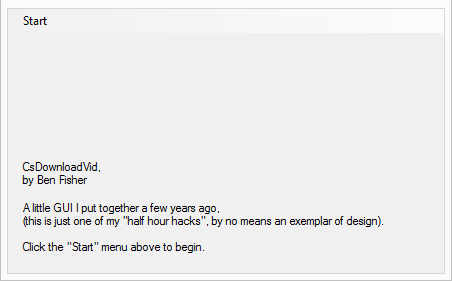 Start
CsDownloadVid,
by Ben Fisher
A little GUI I put together a few years ago,
(this is just one of my "half hour hacks", by no means an exemplar of design).
Click the "Start" menu above to begin.